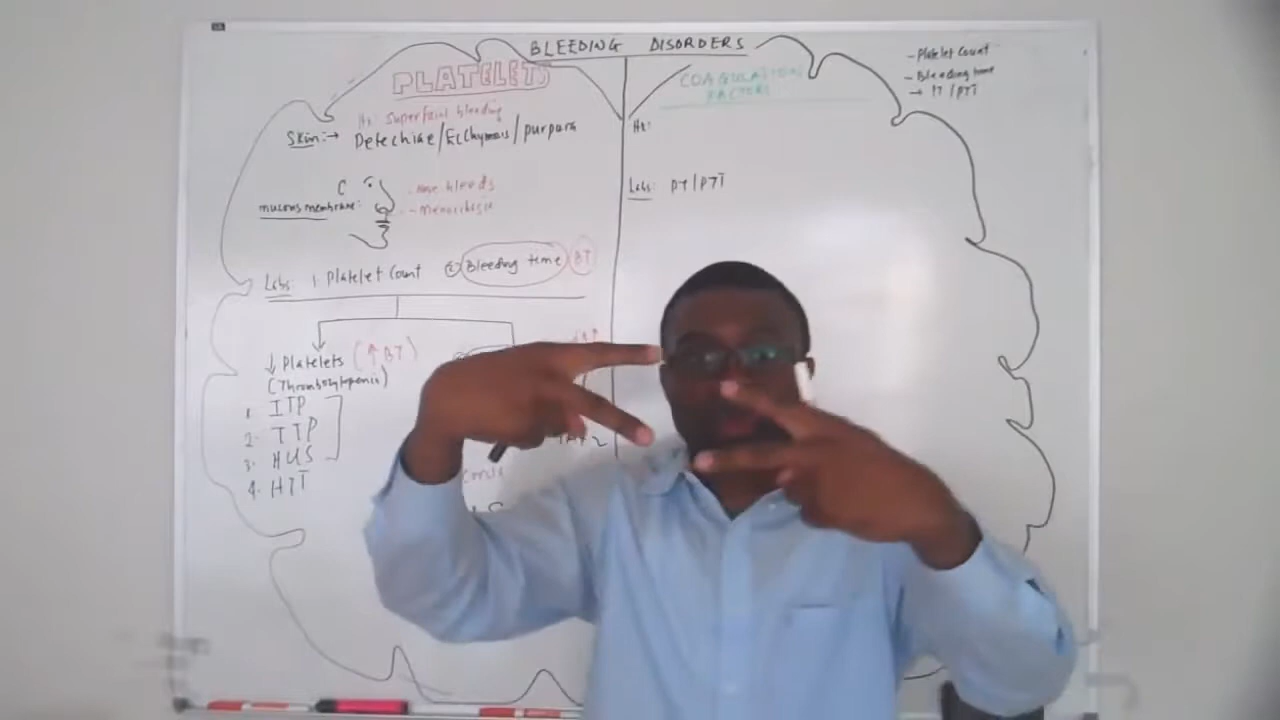 BLEEDING DISORDERS
PLATELETS
Hx: Superficial bleeding
Skin:→ Petechiae/Ecchymosis/purpura
C
mucous membrane:
- nose bleeds
- menorrhagia
Labs: 1 Platelet Count ② Bleeding time BT
↓ Platelets (↑ BT)
(Thrombocytopenia)
1. ITP
2. TTP
3. HUS
4. HIT
COAGULATION
FACTORS
Hx:
Labs: PT/PTT
- Platelet Count
- Bleeding time
→ PT/PTT